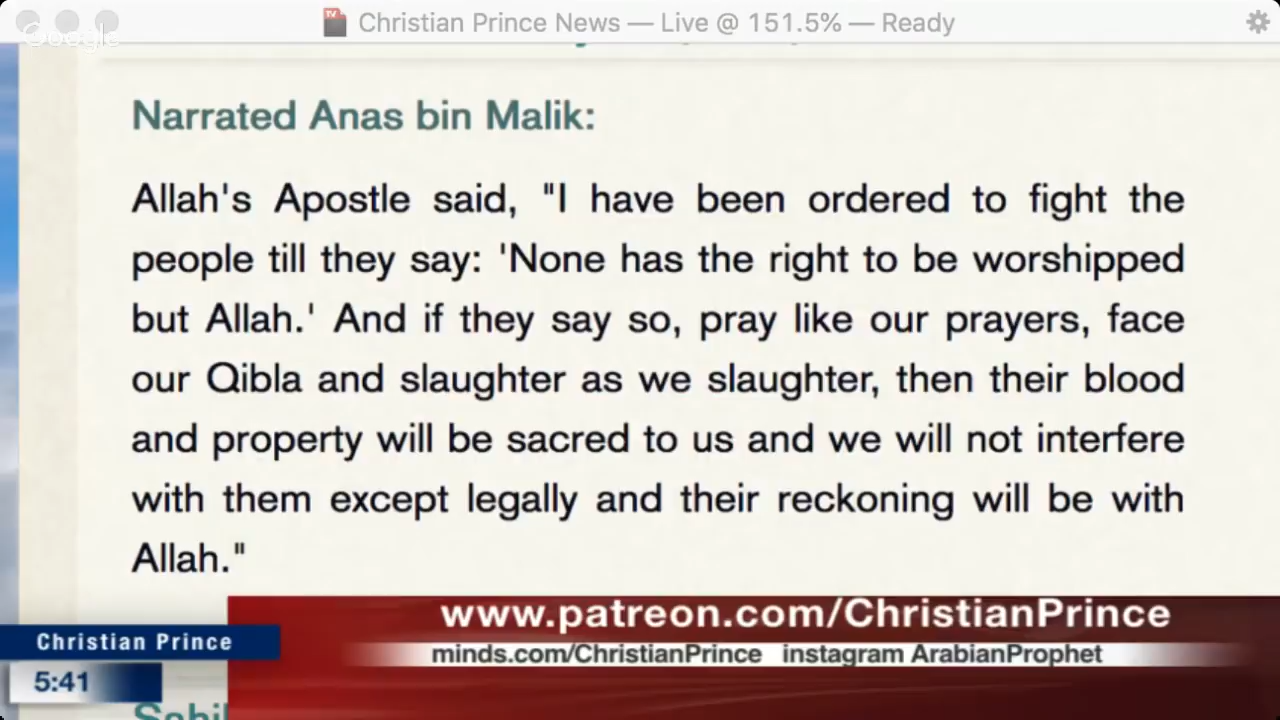 Christian Prince News — Live @ 151.5% — Ready
Google
Narrated Anas bin Malik:
Allah's Apostle said, "I have been ordered to fight the
people till they say: 'None has the right to be worshipped
but Allah.' And if they say so, pray like our prayers, face
our Qibla and slaughter as we slaughter, then their blood
and property will be sacred to us and we will not interfere
with them except legally and their reckoning will be with
Allah."
www.patreon.com/ChristianPrince
Christian Prince
minds.com/ChristianPrince instagram ArabianProphet
5:41